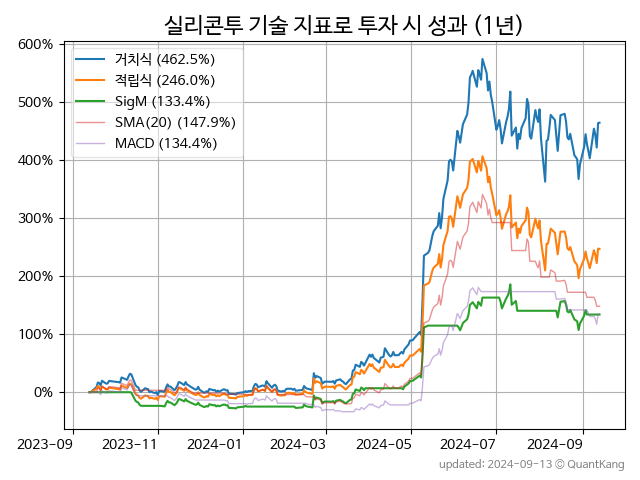 실리콘투 기술 지표로 투자 시 성과 (1년)
600%
500%
400%
300%
200%
100%
0%
거치식 (462.5%)
적립식 (246.0%)
SigM (133.4%)
SMA(20) (147.9%)
MACD (134.4%)
2023-09
2023-11
2024-01
2024-03
2024-05
2024-07
2024-09
updated: 2024-09-13 © QuantKang